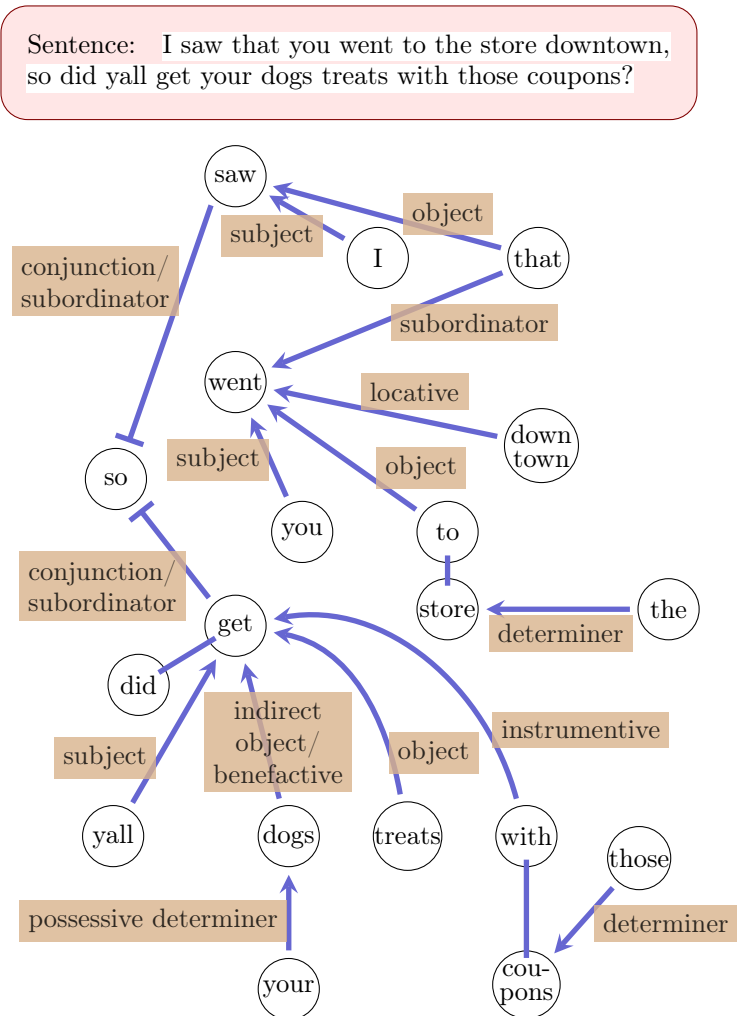 Sentence: I saw that you went to the store downtown,
so did yall get your dogs treats with those coupons?
saw
object
subject
I
that
conjunction/
subordinator
subordinator
went
locative
down
town
subject
object
so
you
to
conjunction/
subordinator
store
the
get
determiner
did
indirect
object/
benefactive
instrumentive
subject
object
yall
dogs
treats
with
those
possessive determiner
determiner
your
cou-
pons